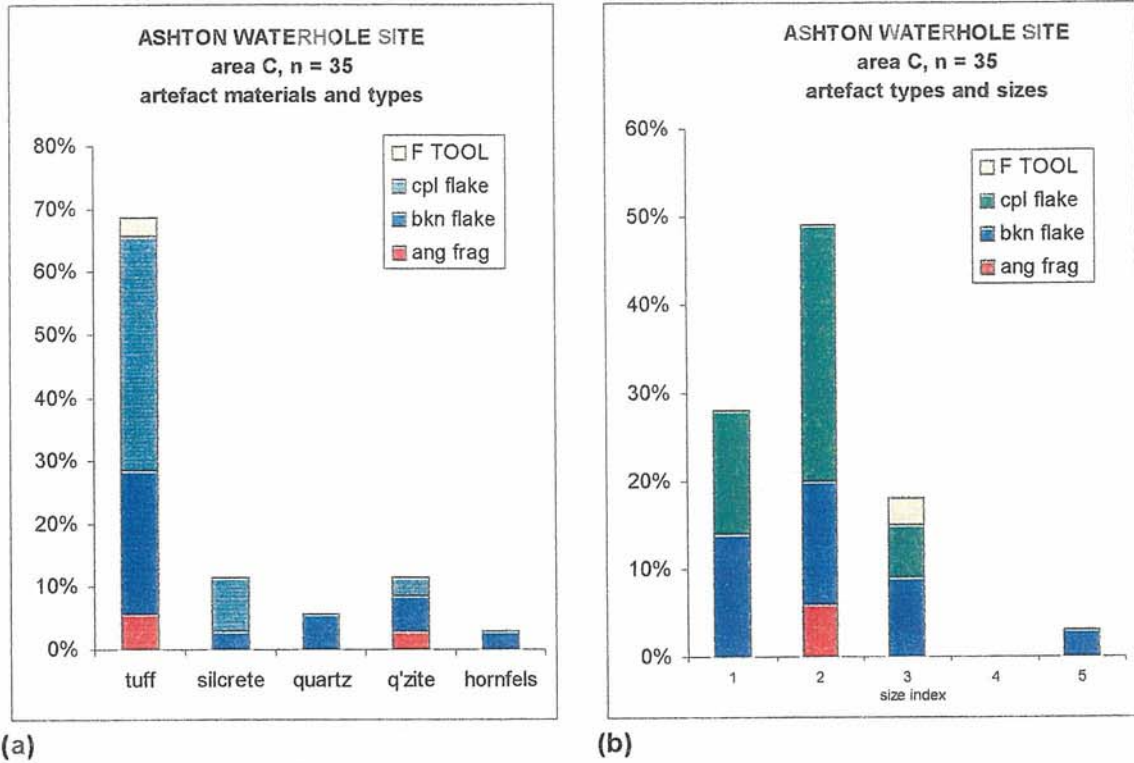 ASHTON WATERHOLE SITE
area C, n = 35
artefact materials and types
80%
70%
60%
50%
40%
30%
20%
10%
0%
F TOOL
cpl flake
bkn flake
ang frag
tuff silcrete quartz q'zite hornfels
(a)
ASHTON WATERHOLE SITE
area C, n = 35
artefact types and sizes
60%
50%
40%
30%
20%
10%
0%
F TOOL
cpl flake
bkn flake
ang frag
1 2 3 4 5
size index
(b)